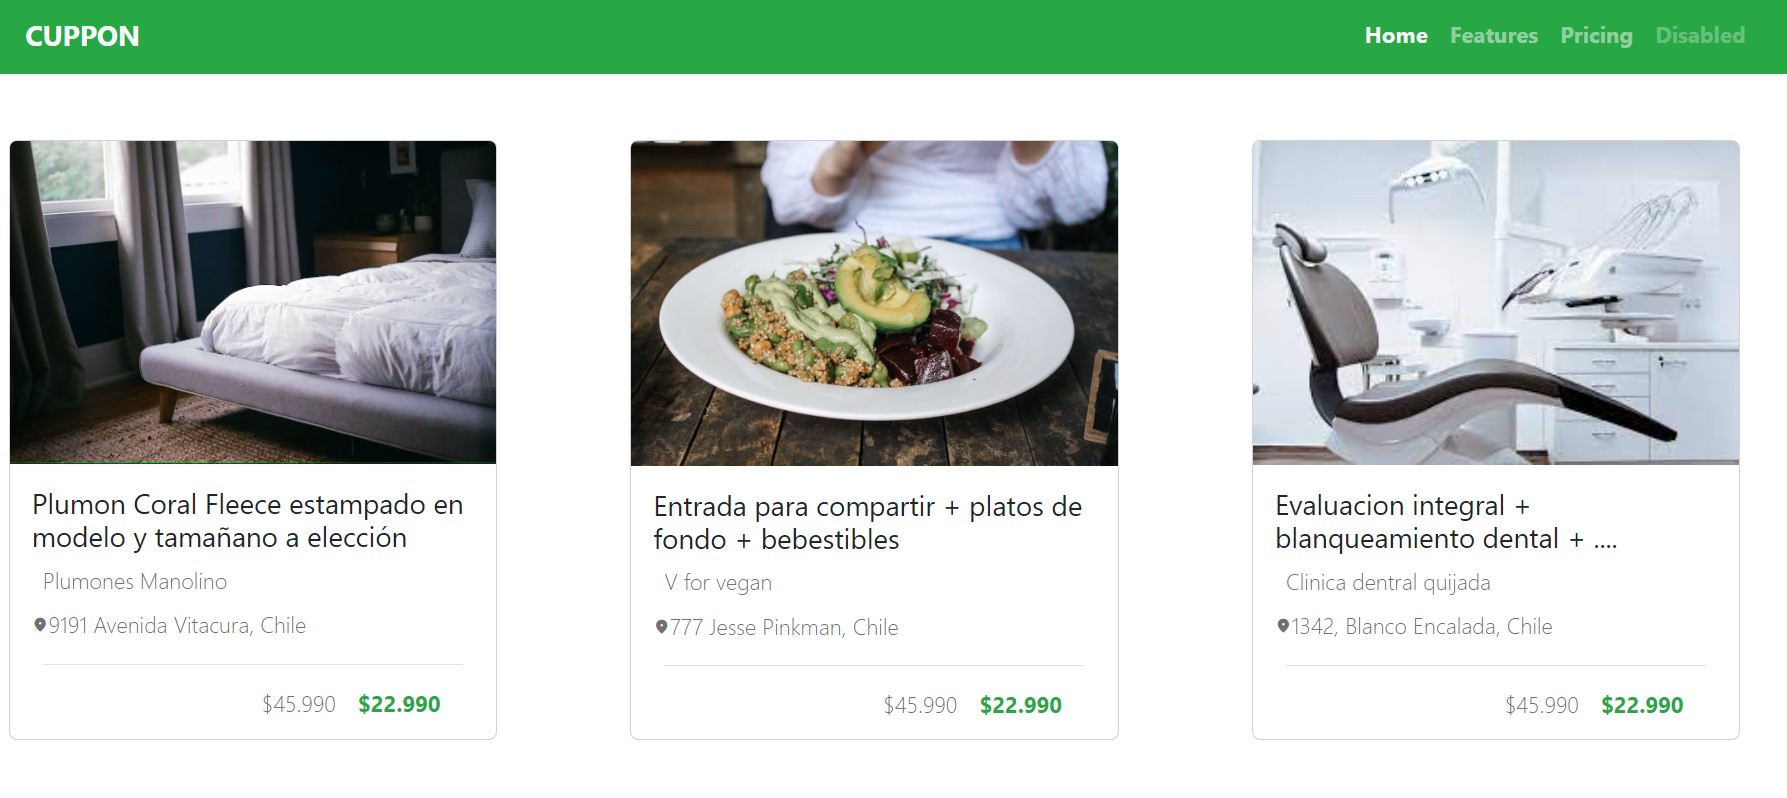 CUPPON
Home Features Pricing Disabled
Plumon Coral Fleece estampado en
modelo y tamañano a elección
Plumones Manolino
9191 Avenida Vitacura, Chile
$45.990 $22.990
Entrada para compartir + platos de
fondo + bebestibles
V for vegan
777 Jesse Pinkman, Chile
$45.990 $22.990
Evaluacion integral +
blanqueamiento dental + ....
Clinica dentral quijada
1342, Blanco Encalada, Chile
$45.990 $22.990